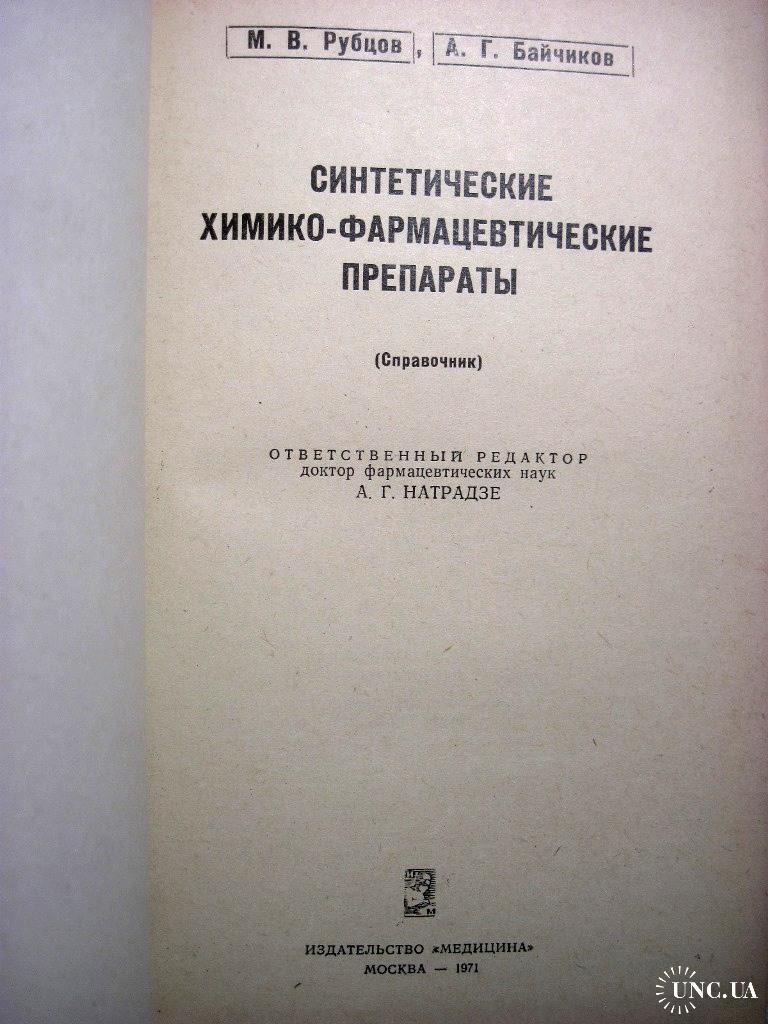 М. В. Рубцов, А. Г. Байчиков
СИНТЕТИЧЕСКИЕ
ХИМИКО-ФАРМАЦЕВТИЧЕСКИЕ
ПРЕПАРАТЫ
(Справочник)
ОТВЕТСТВЕННЫЙ РЕДАКТОР
доктор фармацевтических наук
А. Г. НАТРАДЗЕ
ИЗДАТЕЛЬСТВО «МЕДИЦИНА»
МОСКВА — 1971
UNC.UA